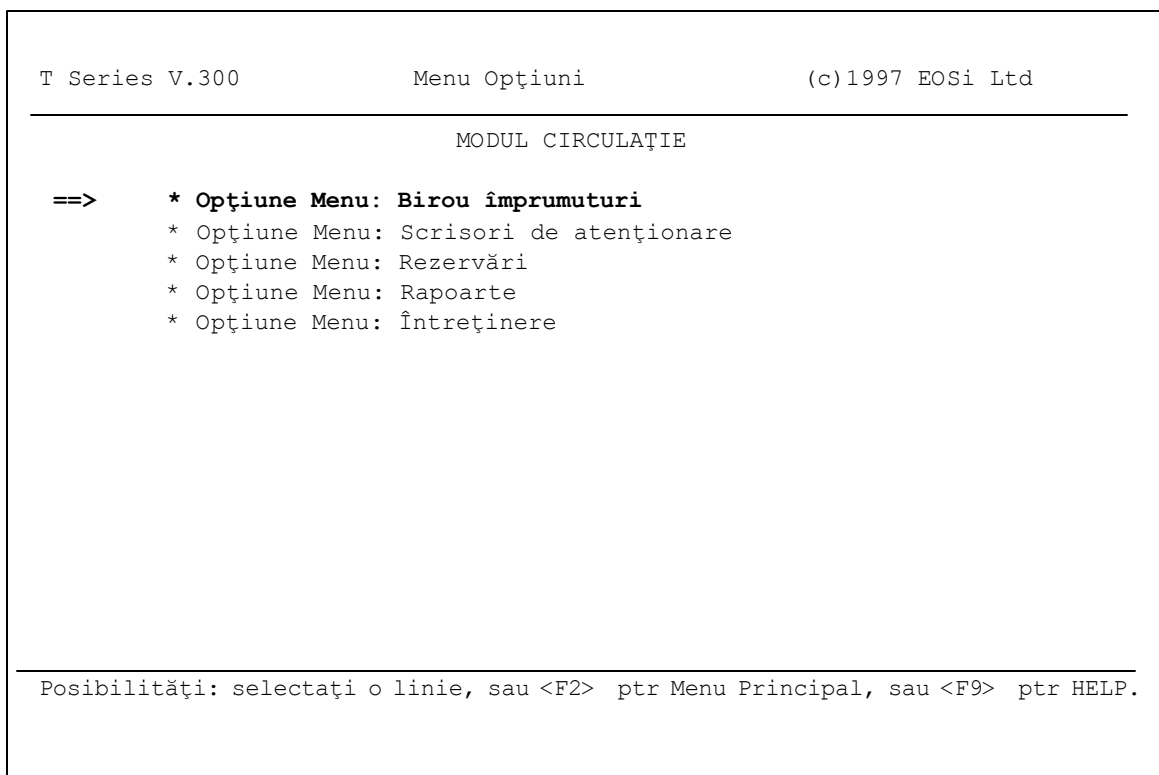 T Series V.300 Menu Opţiuni (c)1997 EOSi Ltd
MODUL CIRCULAŢIE
==> * Opţiune Menu: Birou împrumuturi
* Opţiune Menu: Scrisori de atenţionare
* Opţiune Menu: Rezervări
* Opţiune Menu: Rapoarte
* Opţiune Menu: Întreţinere
Posibilităţi: selectaţi o linie, sau <F2> ptr Menu Principal, sau <F9> ptr HELP.